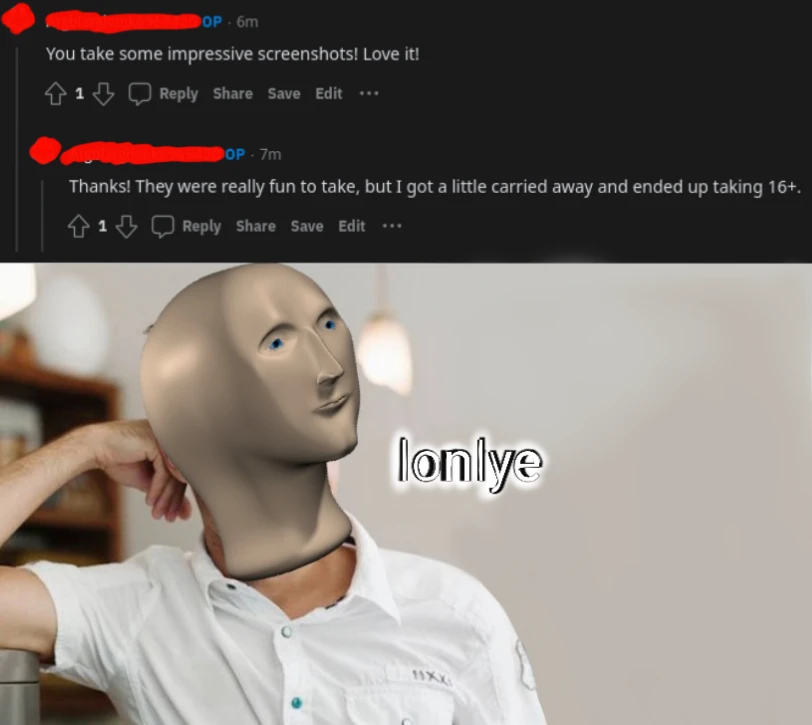 OP · 6m
You take some impressive screenshots! Love it!
1 Reply Share Save Edit ...
OP · 7m
Thanks! They were really fun to take, but I got a little carried away and ended up taking 16+.
1 Reply Share Save Edit ...
lonlye